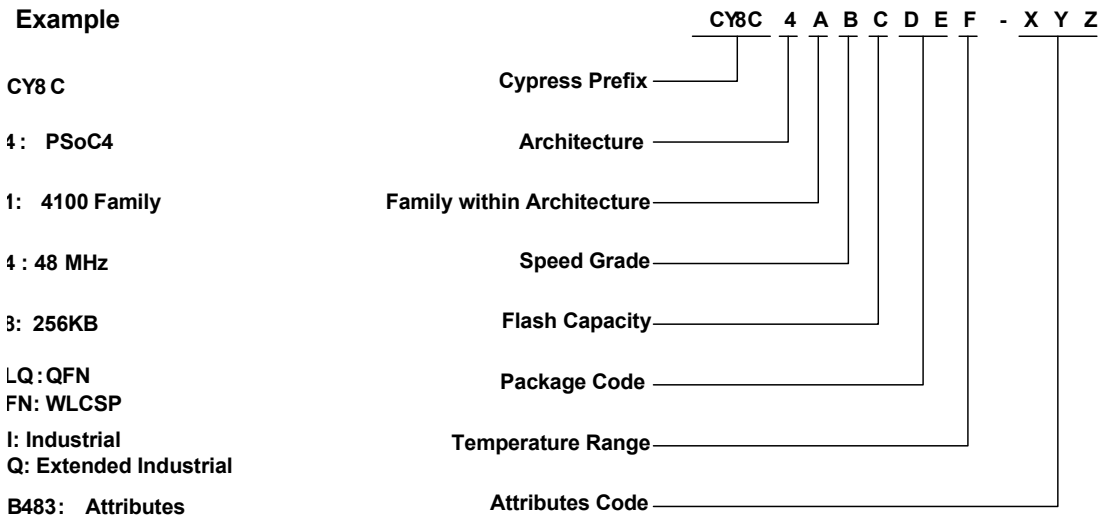 Example CY8C 4 A B C D E F - X Y Z
CY8 C Cypress Prefix
4 : PSoC4 Architecture
1: 4100 Family Family within Architecture
4 : 48 MHz Speed Grade
8: 256KB Flash Capacity
LQ : QFN Package Code
FN: WLCSP
I: Industrial Temperature Range
Q: Extended Industrial
B483: Attributes Attributes Code